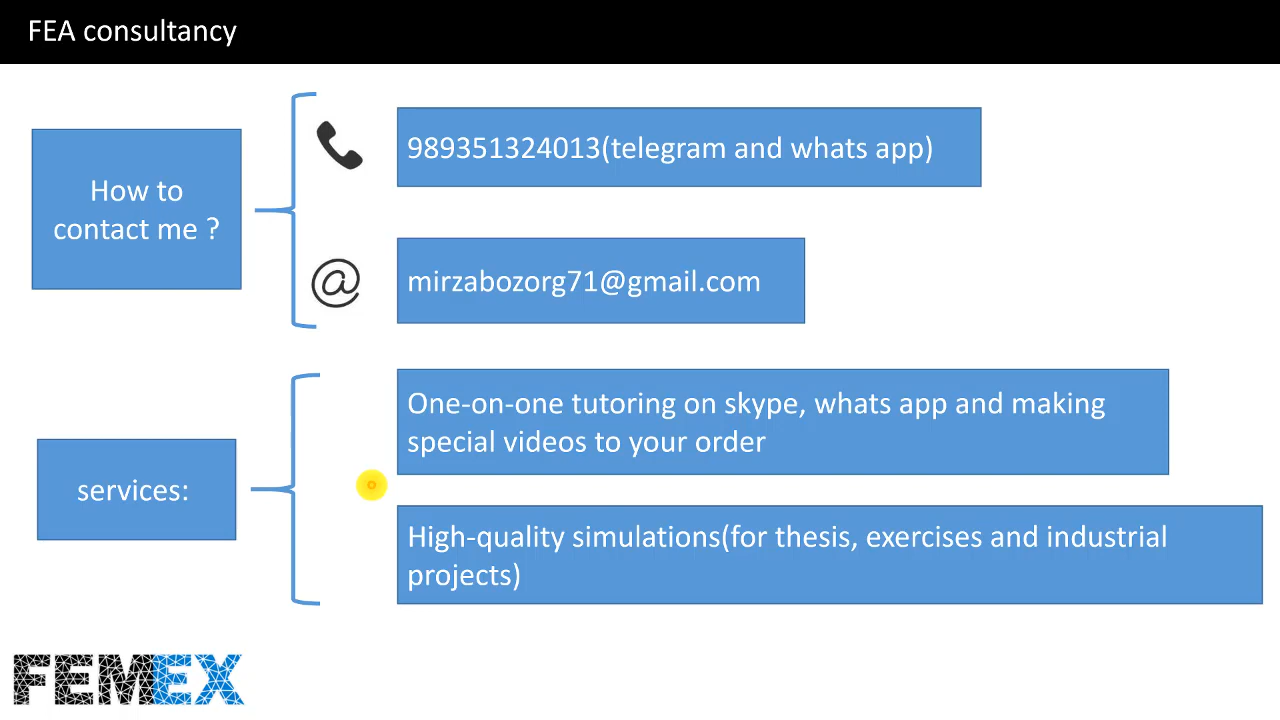 FEA consultancy
How to
contact me ?
989351324013(telegram and whats app)
@
mirzabozorg71@gmail.com
services:
One-on-one tutoring on skype, whats app and making
special videos to your order
High-quality simulations(for thesis, exercises and industrial
projects)
FEMEX